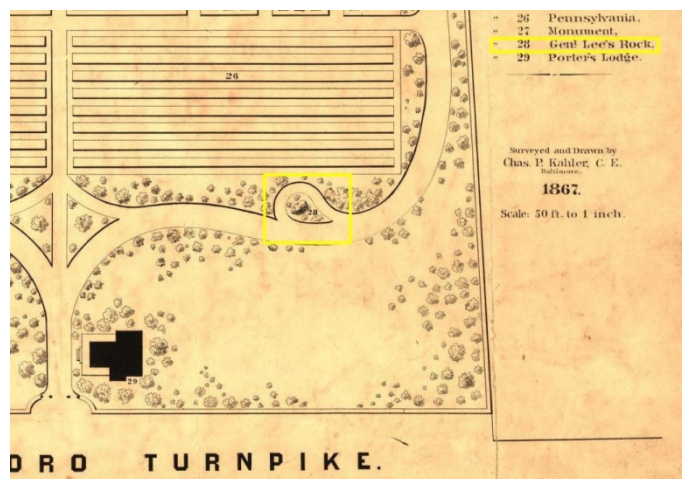 " 26 Pennsylvania.
" 27 Monument,
" 28 Genl. Lee's Rock,
" 29 Porter's Lodge.
26
Surveyed and Drawn by
Chas. P. Kahler, C. E.
Baltimore.
1867.
Scale: 50 ft. to 1 inch.
28
29
ORO TURNPIKE.